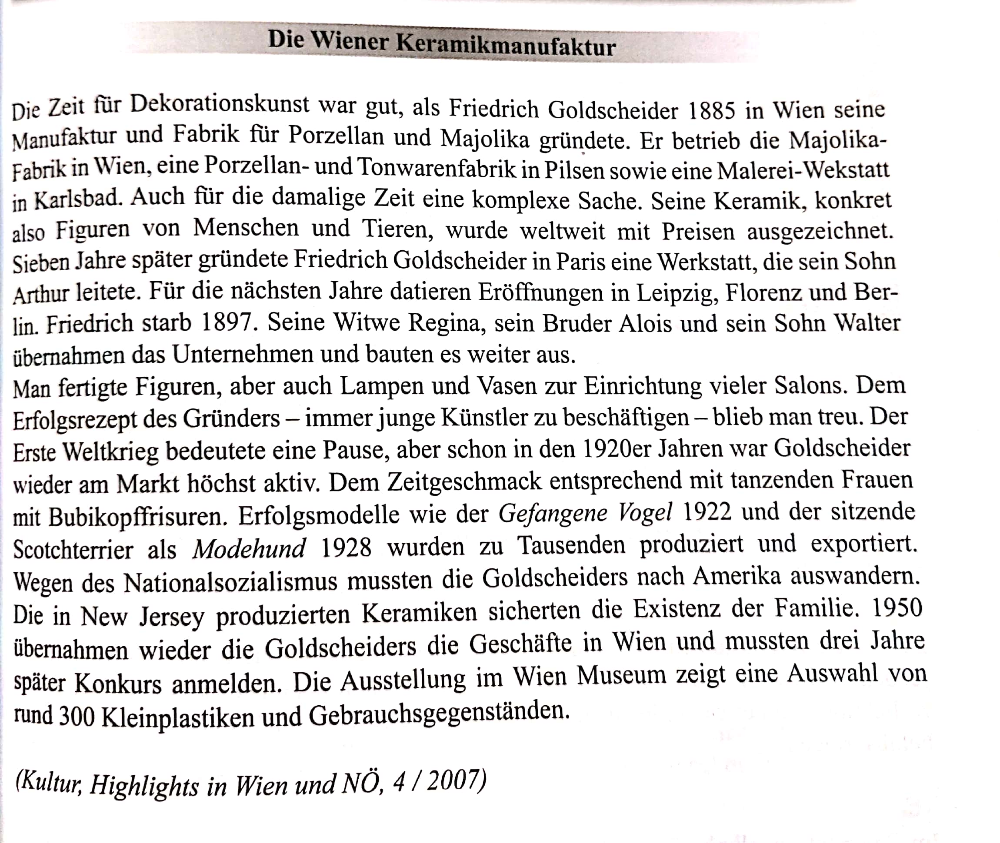 Die Wiener Keramikmanufaktur
Die Zeit für Dekorationskunst war gut, als Friedrich Goldscheider 1885 in Wien seine
Manufaktur und Fabrik für Porzellan und Majolika gründete. Er betrieb die Majolika-
Fabrik in Wien, eine Porzellan- und Tonwarenfabrik in Pilsen sowie eine Malerei-Wekstatt
in Karlsbad. Auch für die damalige Zeit eine komplexe Sache. Seine Keramik, konkret
also Figuren von Menschen und Tieren, wurde weltweit mit Preisen ausgezeichnet.
Sieben Jahre später gründete Friedrich Goldscheider in Paris eine Werkstatt, die sein Sohn
Arthur leitete. Für die nächsten Jahre datieren Eröffnungen in Leipzig, Florenz und Ber-
lin. Friedrich starb 1897. Seine Witwe Regina, sein Bruder Alois und sein Sohn Walter
übernahmen das Unternehmen und bauten es weiter aus.
Man fertigte Figuren, aber auch Lampen und Vasen zur Einrichtung vieler Salons. Dem
Erfolgsrezept des Gründers – immer junge Künstler zu beschäftigen – blieb man treu. Der
Erste Weltkrieg bedeutete eine Pause, aber schon in den 1920er Jahren war Goldscheider
wieder am Markt höchst aktiv. Dem Zeitgeschmack entsprechend mit tanzenden Frauen
mit Bubikopffrisuren. Erfolgsmodelle wie der Gefangene Vogel 1922 und der sitzende
Scotchterrier als Modehund 1928 wurden zu Tausenden produziert und exportiert.
Wegen des Nationalsozialismus mussten die Goldscheiders nach Amerika auswandern.
Die in New Jersey produzierten Keramiken sicherten die Existenz der Familie. 1950
übernahmen wieder die Goldscheiders die Geschäfte in Wien und mussten drei Jahre
später Konkurs anmelden. Die Ausstellung im Wien Museum zeigt eine Auswahl von
rund 300 Kleinplastiken und Gebrauchsgegenständen.
(Kultur, Highlights in Wien und NÖ, 4 / 2007)